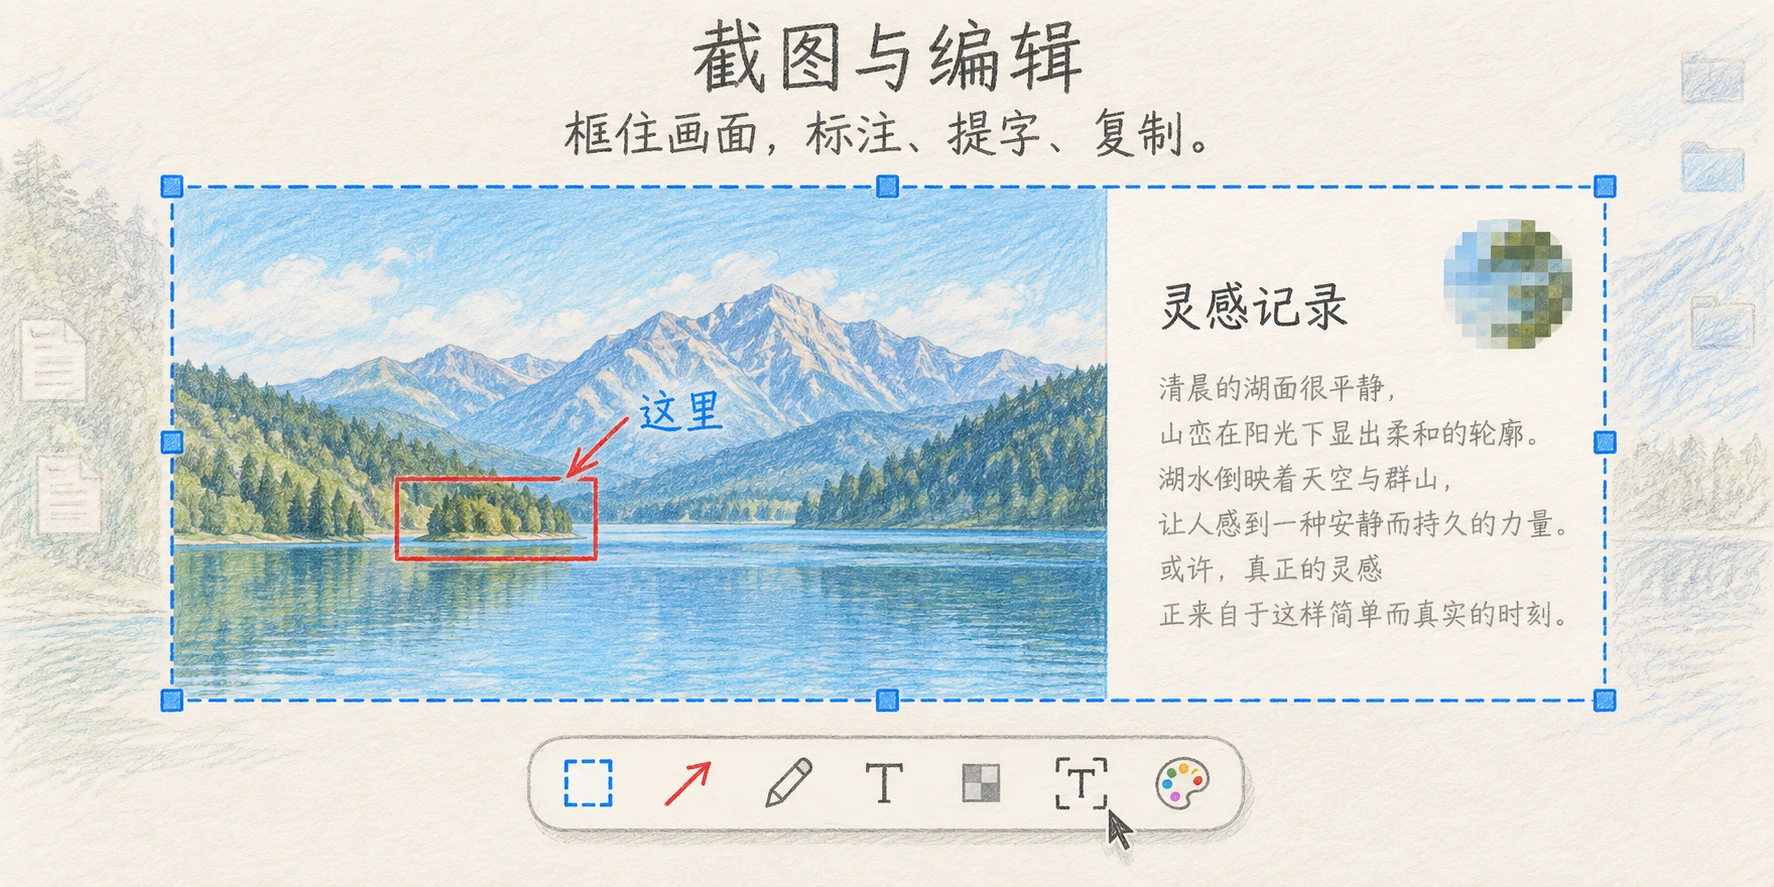 截图与编辑
框住画面，标注、提字、复制。
这里
灵感记录
清晨的湖面很平静，
山峦在阳光下显出柔和的轮廓。
湖水倒映着天空与群山，
让人感到一种安静而持久的力量。
或许，真正的灵感
正来自于这样简单而真实的时刻。
T
T